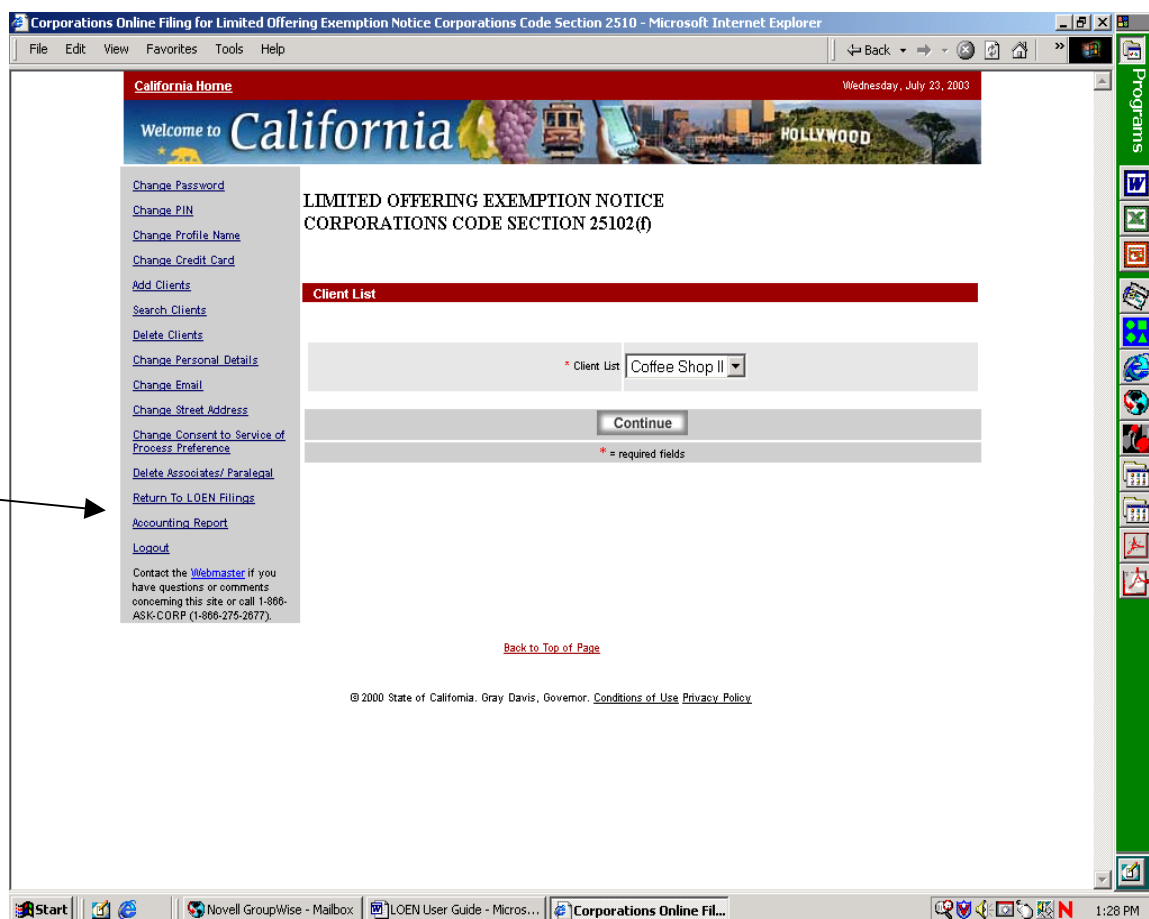 Corporations Online Filing for Limited Offering Exemption Notice Corporations Code Section 2510 - Microsoft Internet Explorer
File Edit View Favorites Tools Help
Back
»
Programs
California Home
Wednesday, July 23, 2003
Welcome to California
HOLLYWOOD
Change Password
Change PIN
Change Profile Name
Change Credit Card
Add Clients
Search Clients
Delete Clients
Change Personal Details
Change Email
Change Street Address
Change Consent to Service of
Process Preference
Delete Associates/ Paralegal
Return To LOEN Filings
Accounting Report
Logout
Contact the Webmaster if you
have questions or comments
concerning this site or call 1-866-
ASK-CORP (1-866-275-2677).
LIMITED OFFERING EXEMPTION NOTICE
CORPORATIONS CODE SECTION 25102(f)
Client List
* Client List Coffee Shop II
Continue
* = required fields
Back to Top of Page
© 2000 State of California. Gray Davis, Governor. Conditions of Use Privacy Policy
Start
Novell GroupWise - Mailbox
LOEN User Guide - Micros...
Corporations Online Fil...
N
1:28 PM